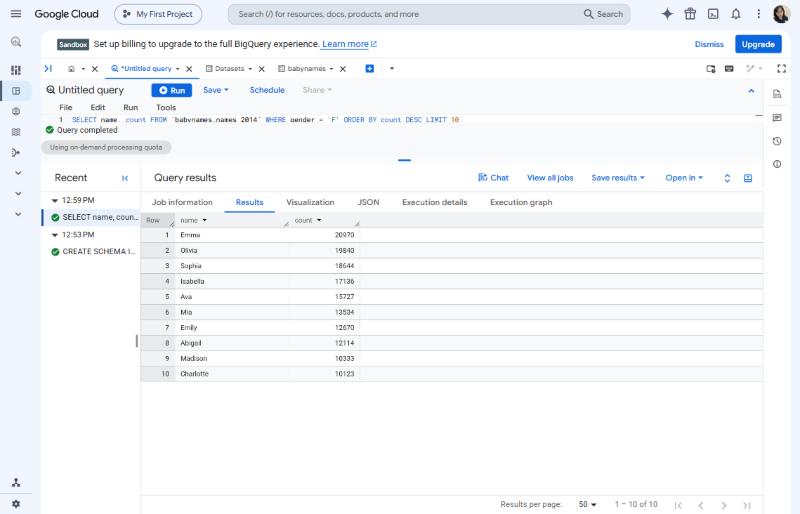 Google Cloud
My First Project
Search (/) for resources, docs, products, and more
Search
Sandbox Set up billing to upgrade to the full BigQuery experience. Learn more
Dismiss
Upgrade
*Untitled query
Datasets
babynames
Untitled query
Run
Save
Schedule
Share
File Edit Run Tools
1 SELECT name, count FROM `babynames.names_2014` WHERE gender = 'F' ORDER BY count DESC LIMIT 10
Query completed
Using on-demand processing quota
Recent
12:59 PM
SELECT name, coun...
12:53 PM
CREATE SCHEMA I...
Query results
Chat
View all jobs
Save results
Open in
Job information Results Visualization JSON Execution details Execution graph
Row name count
1 Emma 20970
2 Olivia 19840
3 Sophia 18644
4 Isabella 17136
5 Ava 15727
6 Mia 13534
7 Emily 12670
8 Abigail 12114
9 Madison 10333
10 Charlotte 10123
Results per page: 50 1 – 10 of 10